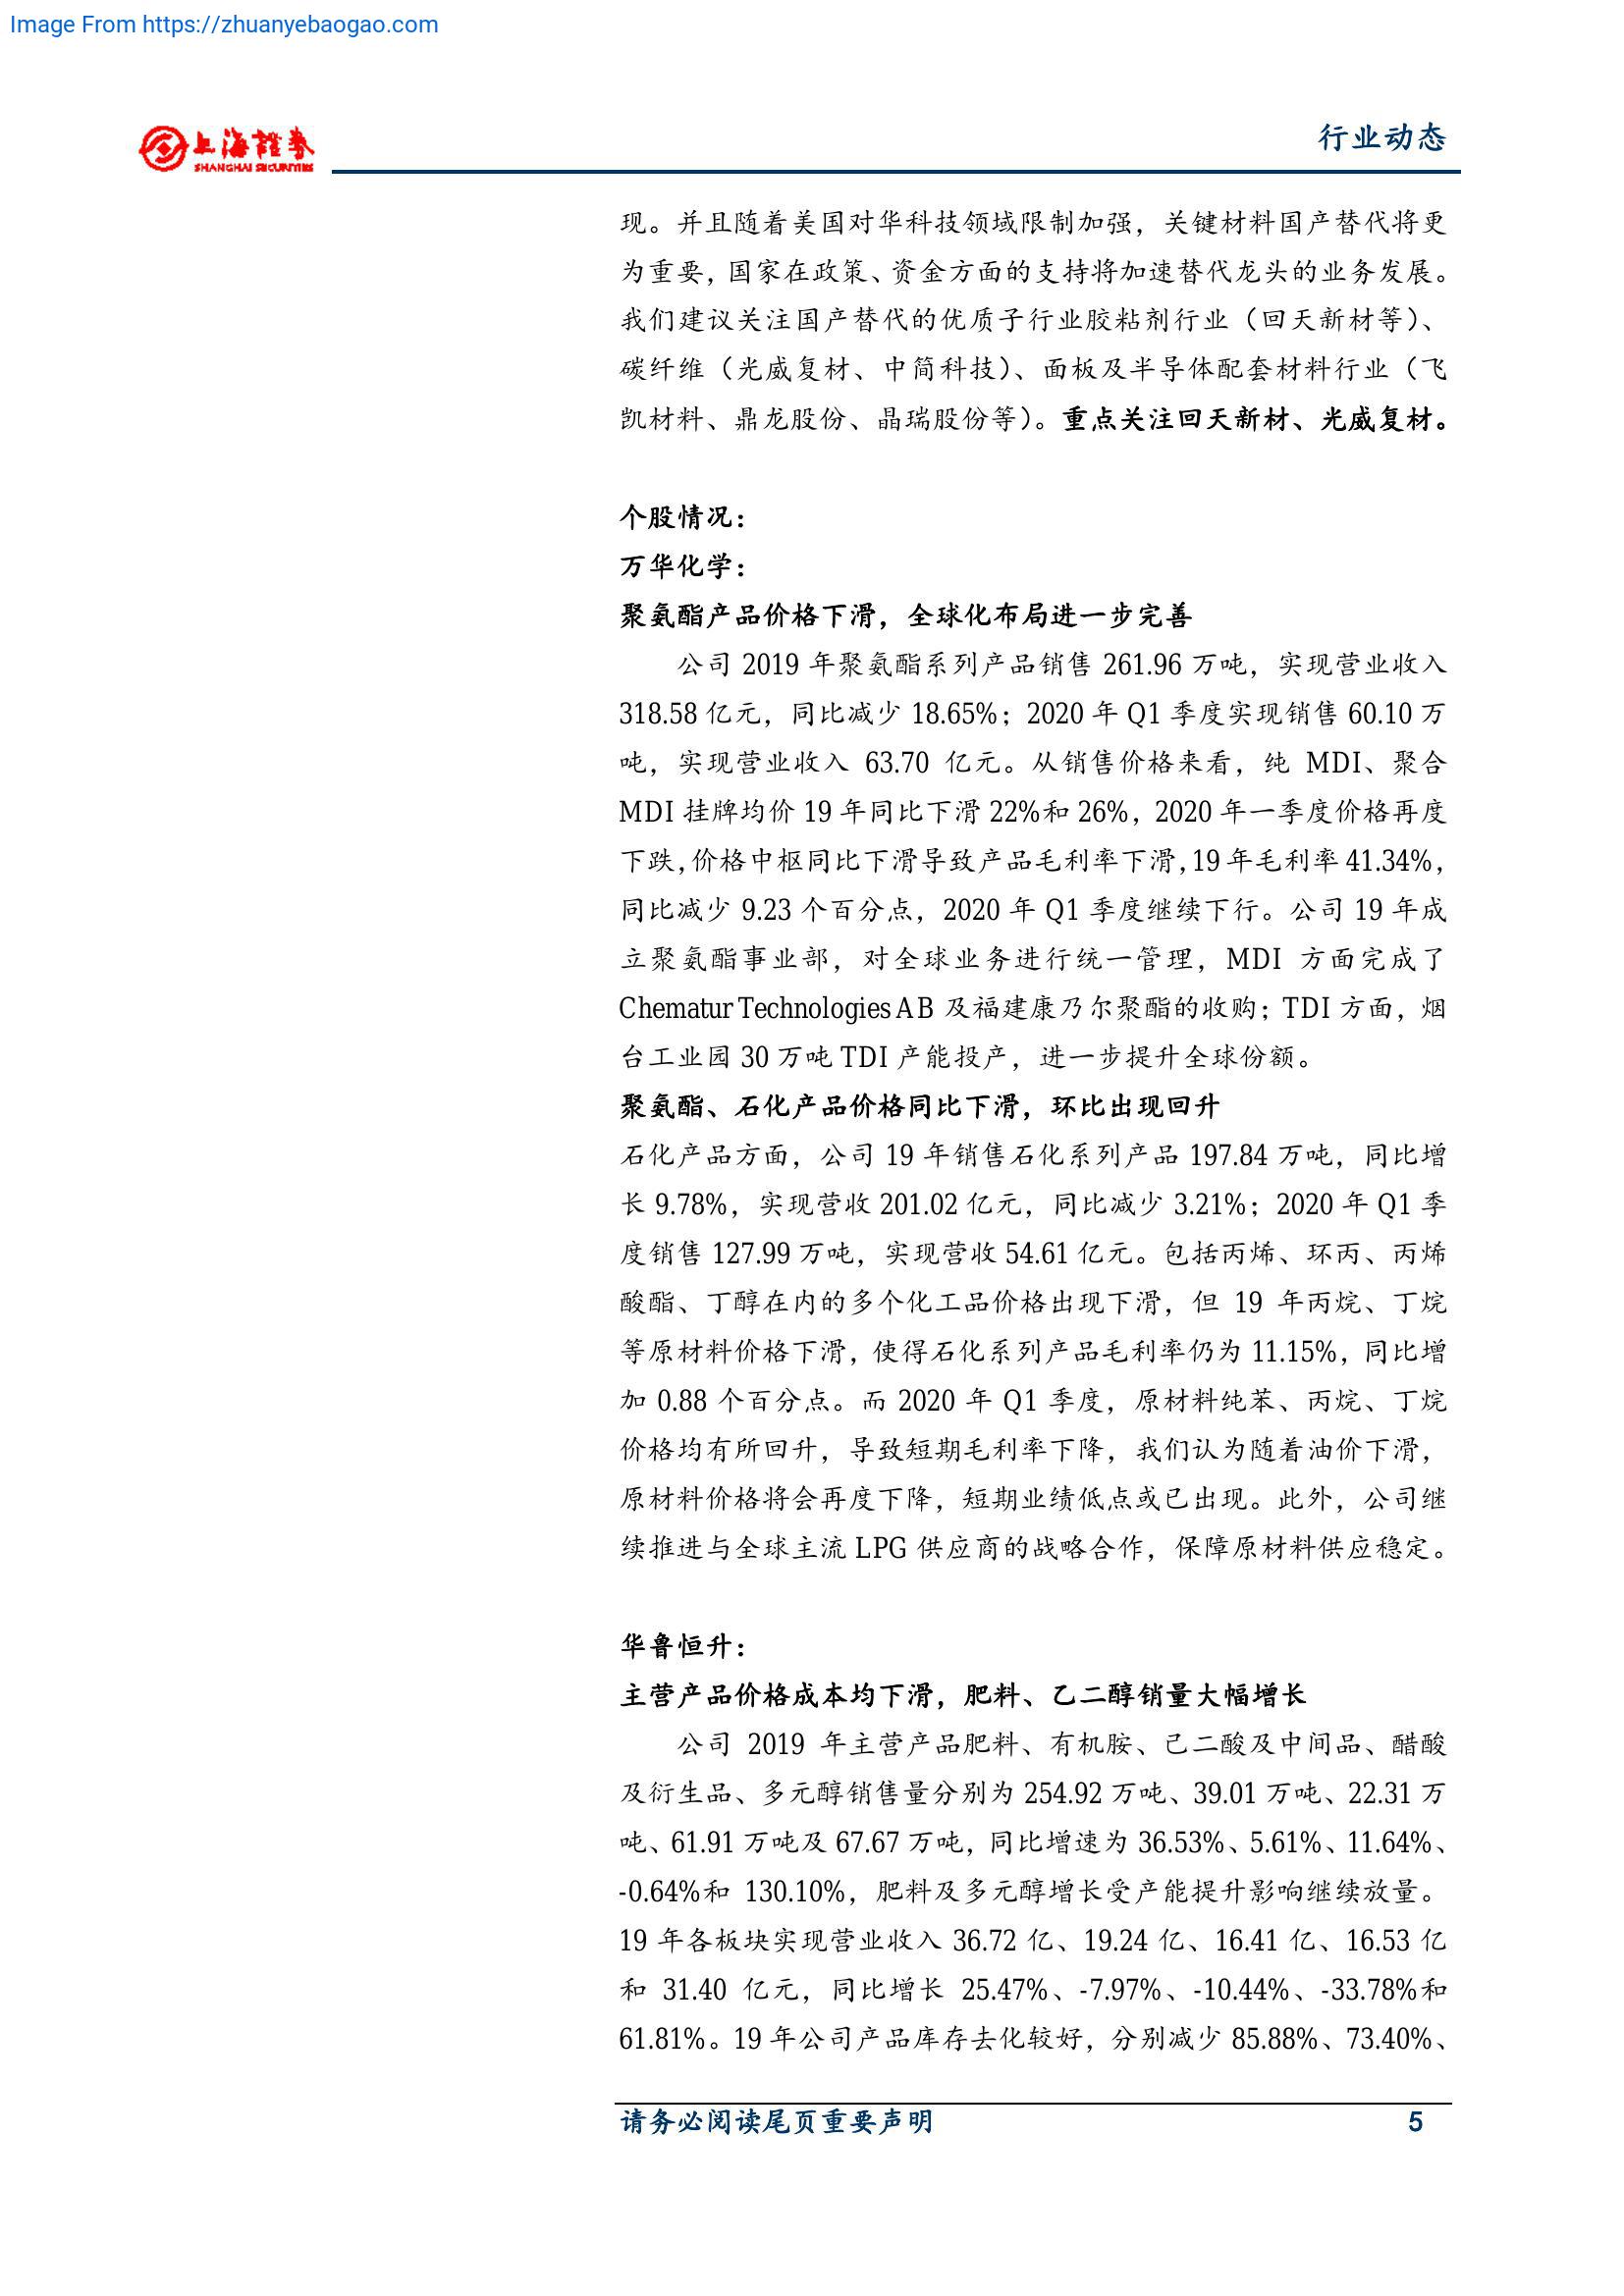 Image From https://zhuanyebaogao.com
上海證券
SHANGHAI SECURITIES
行业动态
现。并且随着美国对华科技领域限制加强，关键材料国产替代将更
为重要，国家在政策、资金方面的支持将加速替代龙头的业务发展。
我们建议关注国产替代的优质子行业胶粘剂行业（回天新材等）、
碳纤维（光威复材、中简科技）、面板及半导体配套材料行业（飞
凯材料、鼎龙股份、晶瑞股份等）。重点关注回天新材、光威复材。
个股情况：
万华化学：
聚氨酯产品价格下滑，全球化布局进一步完善
公司 2019 年聚氨酯系列产品销售 261.96 万吨，实现营业收入
318.58 亿元，同比减少 18.65%；2020 年 Q1 季度实现销售 60.10 万
吨，实现营业收入 63.70 亿元。从销售价格来看，纯 MDI、聚合
MDI 挂牌均价 19 年同比下滑 22%和 26%，2020 年一季度价格再度
下跌，价格中枢同比下滑导致产品毛利率下滑，19 年毛利率 41.34%，
同比减少 9.23 个百分点，2020 年 Q1 季度继续下行。公司 19 年成
立聚氨酯事业部，对全球业务进行统一管理，MDI 方面完成了
Chematur Technologies AB 及福建康乃尔聚酯的收购；TDI 方面，烟
台工业园 30 万吨 TDI 产能投产，进一步提升全球份额。
聚氨酯、石化产品价格同比下滑，环比出现回升
石化产品方面，公司 19 年销售石化系列产品 197.84 万吨，同比增
长 9.78%，实现营收 201.02 亿元，同比减少 3.21%；2020 年 Q1 季
度销售 127.99 万吨，实现营收 54.61 亿元。包括丙烯、环丙、丙烯
酸酯、丁醇在内的多个化工品价格出现下滑，但 19 年丙烷、丁烷
等原材料价格下滑，使得石化系列产品毛利率仍为 11.15%，同比增
加 0.88 个百分点。而 2020 年 Q1 季度，原材料纯苯、丙烷、丁烷
价格均有所回升，导致短期毛利率下降，我们认为随着油价下滑，
原材料价格将会再度下降，短期业绩低点或已出现。此外，公司继
续推进与全球主流 LPG 供应商的战略合作，保障原材料供应稳定。
华鲁恒升：
主营产品价格成本均下滑，肥料、乙二醇销量大幅增长
公司 2019 年主营产品肥料、有机胺、己二酸及中间品、醋酸
及衍生品、多元醇销售量分别为 254.92 万吨、39.01 万吨、22.31 万
吨、61.91 万吨及 67.67 万吨，同比增速为 36.53%、5.61%、11.64%、
-0.64%和 130.10%，肥料及多元醇增长受产能提升影响继续放量。
19 年各板块实现营业收入 36.72 亿、19.24 亿、16.41 亿、16.53 亿
和 31.40 亿元，同比增长 25.47%、-7.97%、-10.44%、-33.78%和
61.81%。19 年公司产品库存去化较好，分别减少 85.88%、73.40%、
请务必阅读尾页重要声明
5